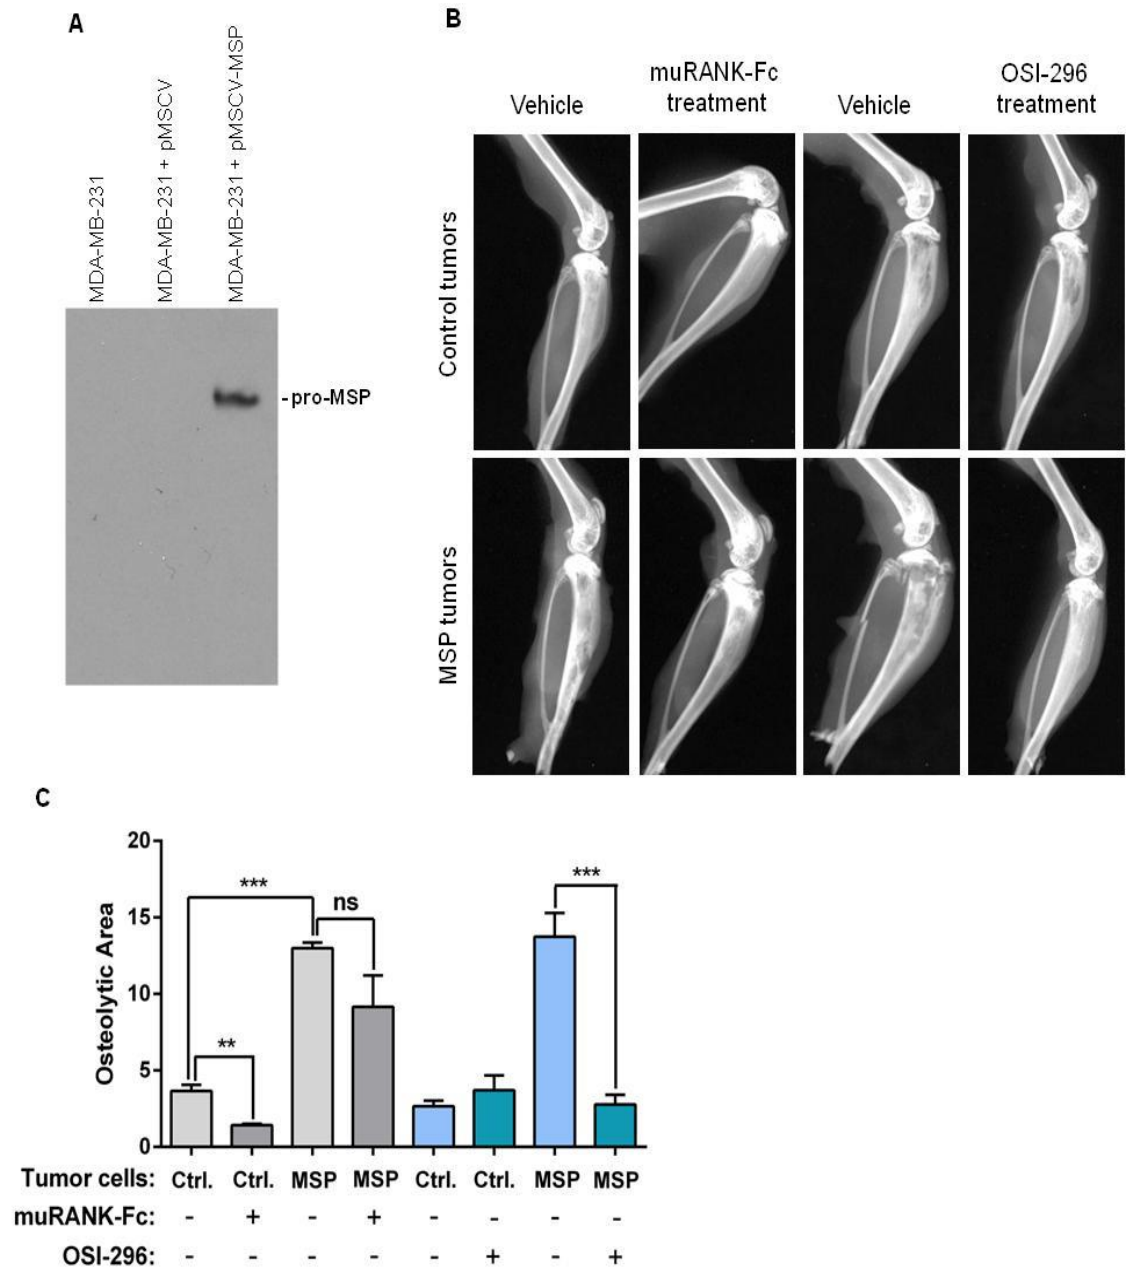 A
MDA-MB-231
MDA-MB-231 + pMSCV
MDA-MB-231 + pMSCV-MSP
-pro-MSP
B
Vehicle
muRANK-Fc
treatment
Vehicle
OSI-296
treatment
Control tumors
MSP tumors
C
Osteolytic Area
20
15
10
5
0
***
ns
**
***
Tumor cells: Ctrl. Ctrl. MSP MSP Ctrl. Ctrl. MSP MSP
muRANK-Fc: - + - + - - - -
OSI-296: - - - - - + - +